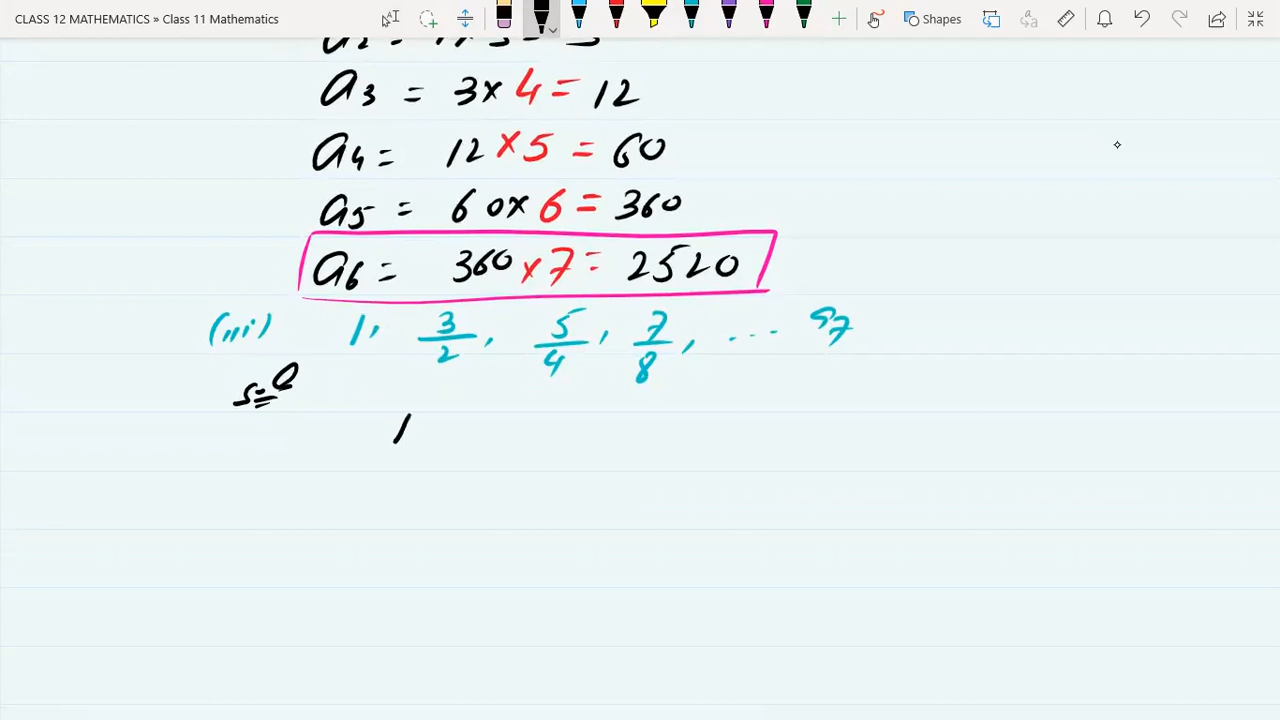 CLASS 12 MATHEMATICS » Class 11 Mathematics
Shapes
a3 = 3 × 4 = 12
a4 = 12 × 5 = 60
a5 = 60 × 6 = 360
a6 = 360 × 7 = 2520
(iii) 1, 3/2, 5/4, 7/8, ...
1